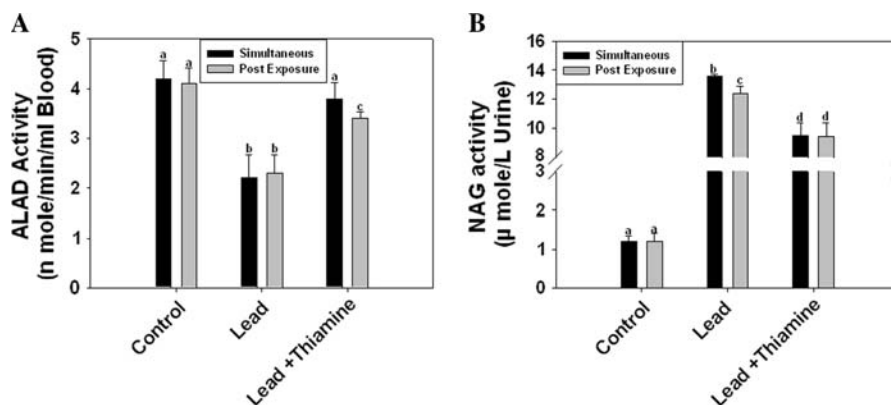 A
ALAD Activity
(n mole/min/ml Blood)
5
4
3
2
1
0
Simultaneous
Post Exposure
a
a
b
b
a
c
Control
Lead
Lead +Thiamine
B
NAG activity
(μ mole/L Urine)
16
14
12
10
8
3
2
1
0
Simultaneous
Post Exposure
a
a
b
c
d
d
Control
Lead
Lead +Thiamine